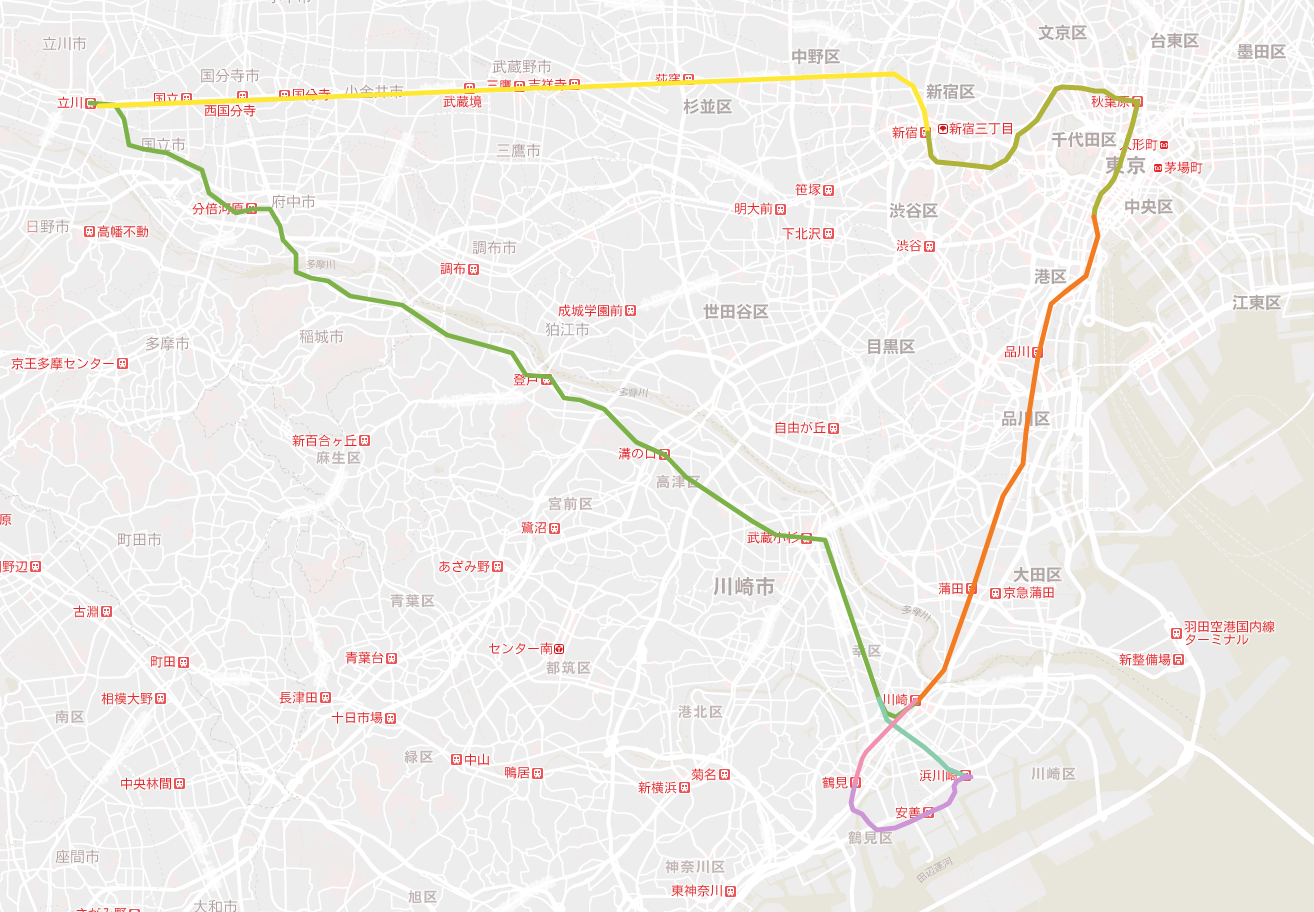 文京区
台東区
立川市
墨田区
中野区
武蔵野市
国分寺市
荻窪
三鷹
吉祥寺
小金井市
新宿区
国立
国分寺
立川
武蔵境
秋葉原
杉並区
西国分寺
新宿
新宿三丁目
千代田区
国立市
三鷹市
人形町
東京
茅場町
笹塚
府中市
中央区
分倍河原
明大前
渋谷区
日野市
高幡不動
下北沢
調布市
渋谷
多摩川
調布
港区
江東区
成城学園前
世田谷区
狛江市
稲城市
多摩市
目黒区
品川
京王多摩センター
登戸
多摩川
品川区
自由が丘
新百合ヶ丘
溝の口
麻生区
高津区
宮前区
原
鷺沼
町田市
武蔵小杉
野辺
あざみ野
大田区
川崎市
蒲田
京急蒲田
青葉区
古淵
多摩川
羽田空港国内線
ターミナル
センター南
幸区
町田
青葉台
新整備場
都筑区
相模大野
長津田
川崎
南区
十日市場
港北区
緑区
中山
鴨居
菊名
浜川崎
川崎区
中央林間
新横浜
鶴見
安善
鶴見区
座間市
神奈川区
田辺運河
東神奈川
旭区
大和市
さがみ野